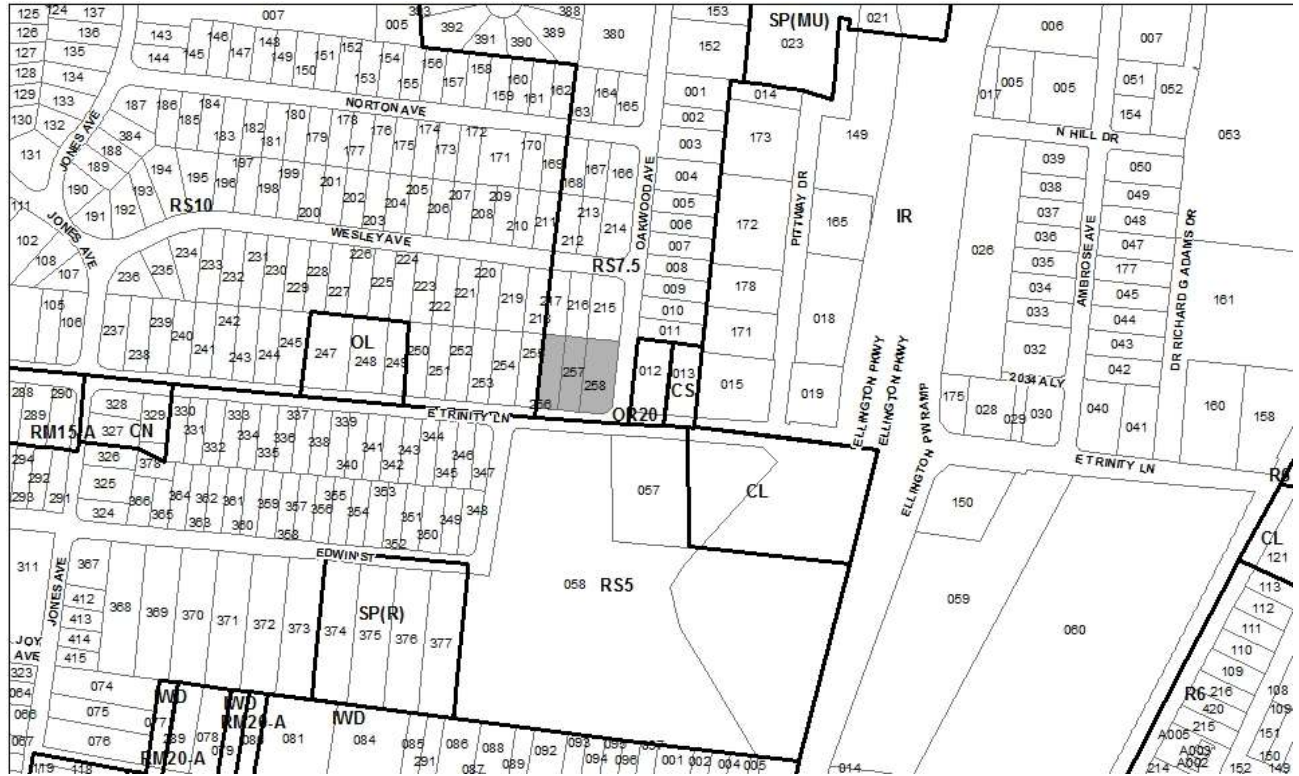 125 124 137 147 007 393 388 153 SP(MU) 021
126 136 143 146 148 005 392 389 380 023 006 007
127 135 144 145 149 151 152 154 391 390 152
128 134 147 150 153 155 156 158 160 162 164 001 014 017 005 005 051 052
129 133 187 186 184 157 159 161 163 165 002 154
130 132 185 180 178 NORTON AVE 173 149 N HILL DR 053
131 384 183 182 179 176 174 172 170 003 039 050
JONES AVE 188 181 177 175 173 171 169 167 166 OAKWOOD AVE 038 049
189 194 197 199 201 205 207 209 168 004 037 048
190 193 195 196 198 202 204 206 208 211 213 005 172 PITTWAY DR 165 IR 036 047
111 191 192 RS10 200 203 210 212 214 006 026 035 177
102 JONES AVE WESLEY AVE 007 AMBROSE AVE DR RICHARD G ADAMS DR
108 107 234 231 226 224 RS7.5 008 034 045 161
236 235 233 232 230 228 225 223 220 217 216 215 009 178 033 044
105 229 227 222 221 219 218 010 018 043
106 237 239 242 OL 011 171 032 042
238 240 241 243 244 245 247 248 249 250 251 252 253 254 255 257 258 012 013 015 019 ELLINGTON PKWY ELLINGTON PKWY 203
288 290 256 CS 175 028 029 030 040 041 160 158
289 328 329 330 333 337 E TRINITY LN OR20
RM15-A 327 CN 331 334 336 338 339 344
294 326 378 332 335 340 341 342 343 345 346 347 ELLINGTON PW RAMP E TRINITY LN R6
292 325 364 362 361 359 357 355 353 057 CL 150
293 291 324 366 365 363 360 358 356 354 352 351 350 349 348 CL
EDWIN ST 121
311 JONES AVE 367 058 RS5 059 113
412 368 369 370 371 372 373 SP(R) 112
413 374 375 376 377 060 111
JOY AVE 414 110
415 109
323 074 R6 216 108
064 075 IWD IWD IWD 420 109
066 077 RM20-A 215 151
067 076 078 079 080 081 084 085 086 088 092 093 A005 A003
RM20-A 291 087 089 094 096 001 002 004 005 A002 150
119 118 014 214 152 149